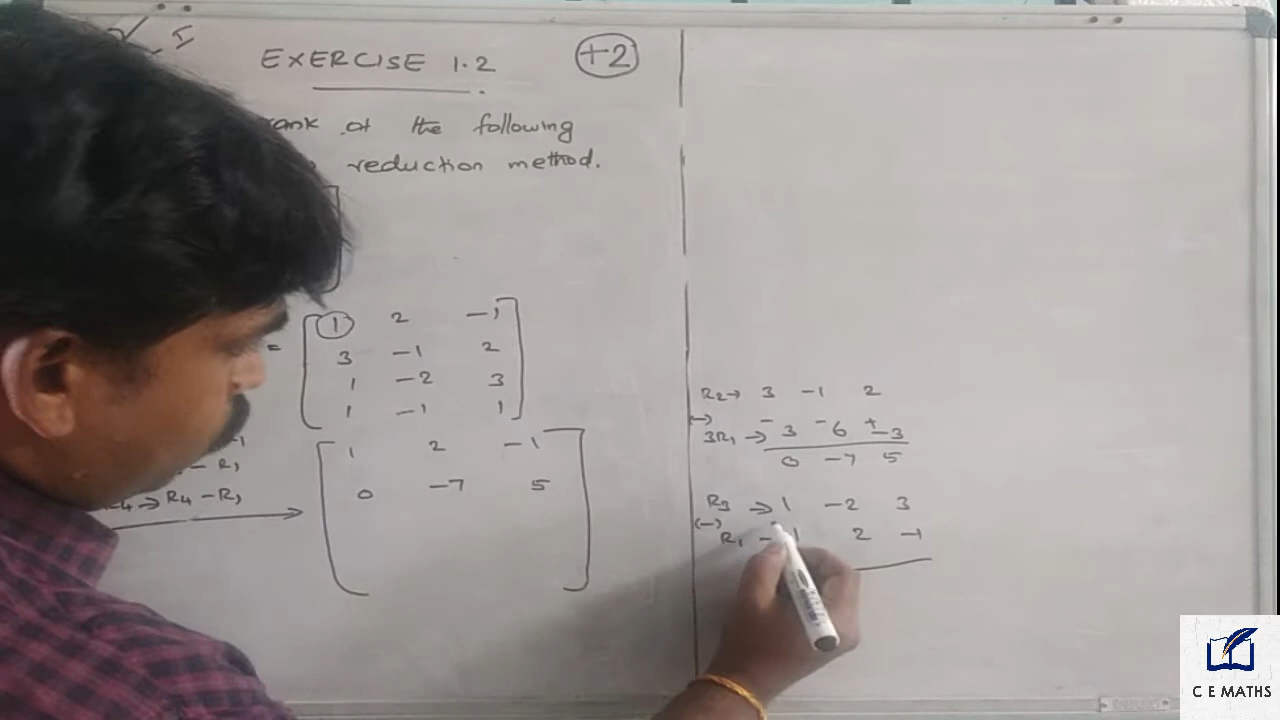 I
EXERCISE 1.2
+2
rank of the following
reduction method.
= 1 2 -1
3 -1 2
1 -2 3
1 -1 1
- R1
R4 → R4 - R1
1 2 -1
0 -7 5
R2 → 3 -1 2
(-) - - +
3R1 → 3 6 -3
0 -7 5
R3 → 1 -2 3
(-)
R1 1 2 -1
C E MATHS